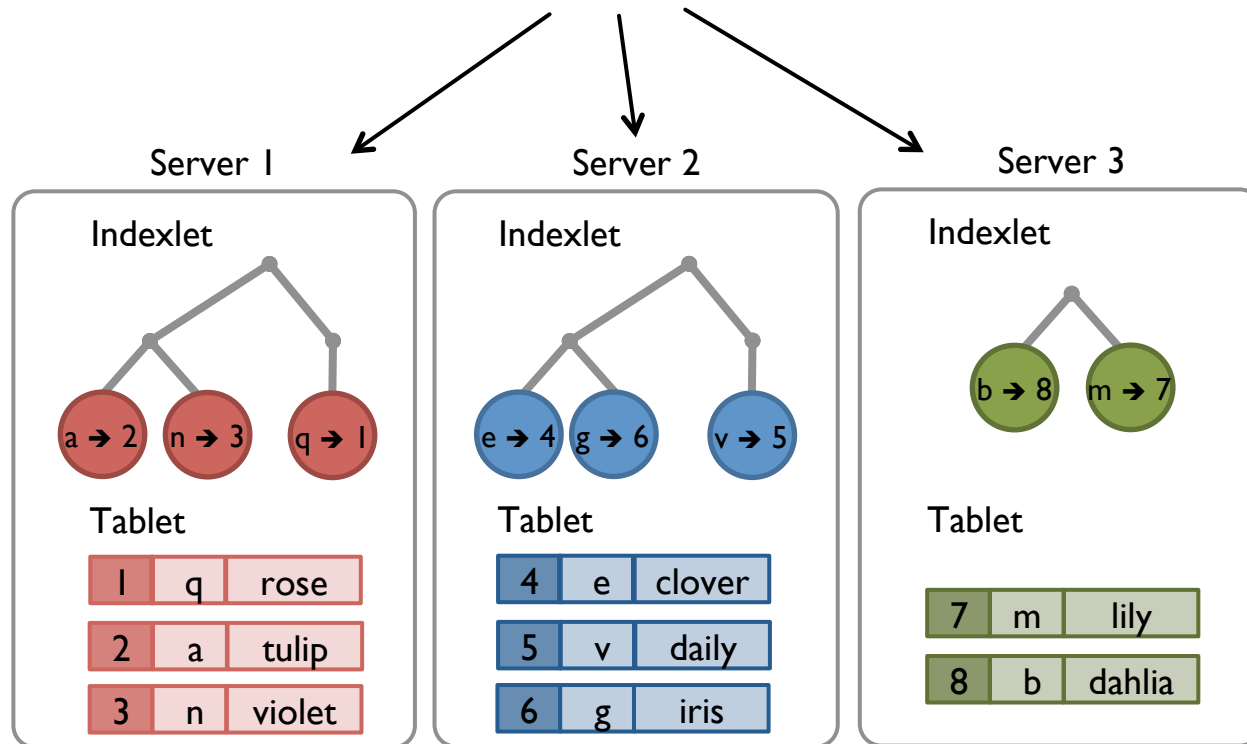 Server 1
Indexlet
a → 2
n → 3
q → 1
Tablet
1 q rose
2 a tulip
3 n violet
Server 2
Indexlet
e → 4
g → 6
v → 5
Tablet
4 e clover
5 v daily
6 g iris
Server 3
Indexlet
b → 8
m → 7
Tablet
7 m lily
8 b dahlia